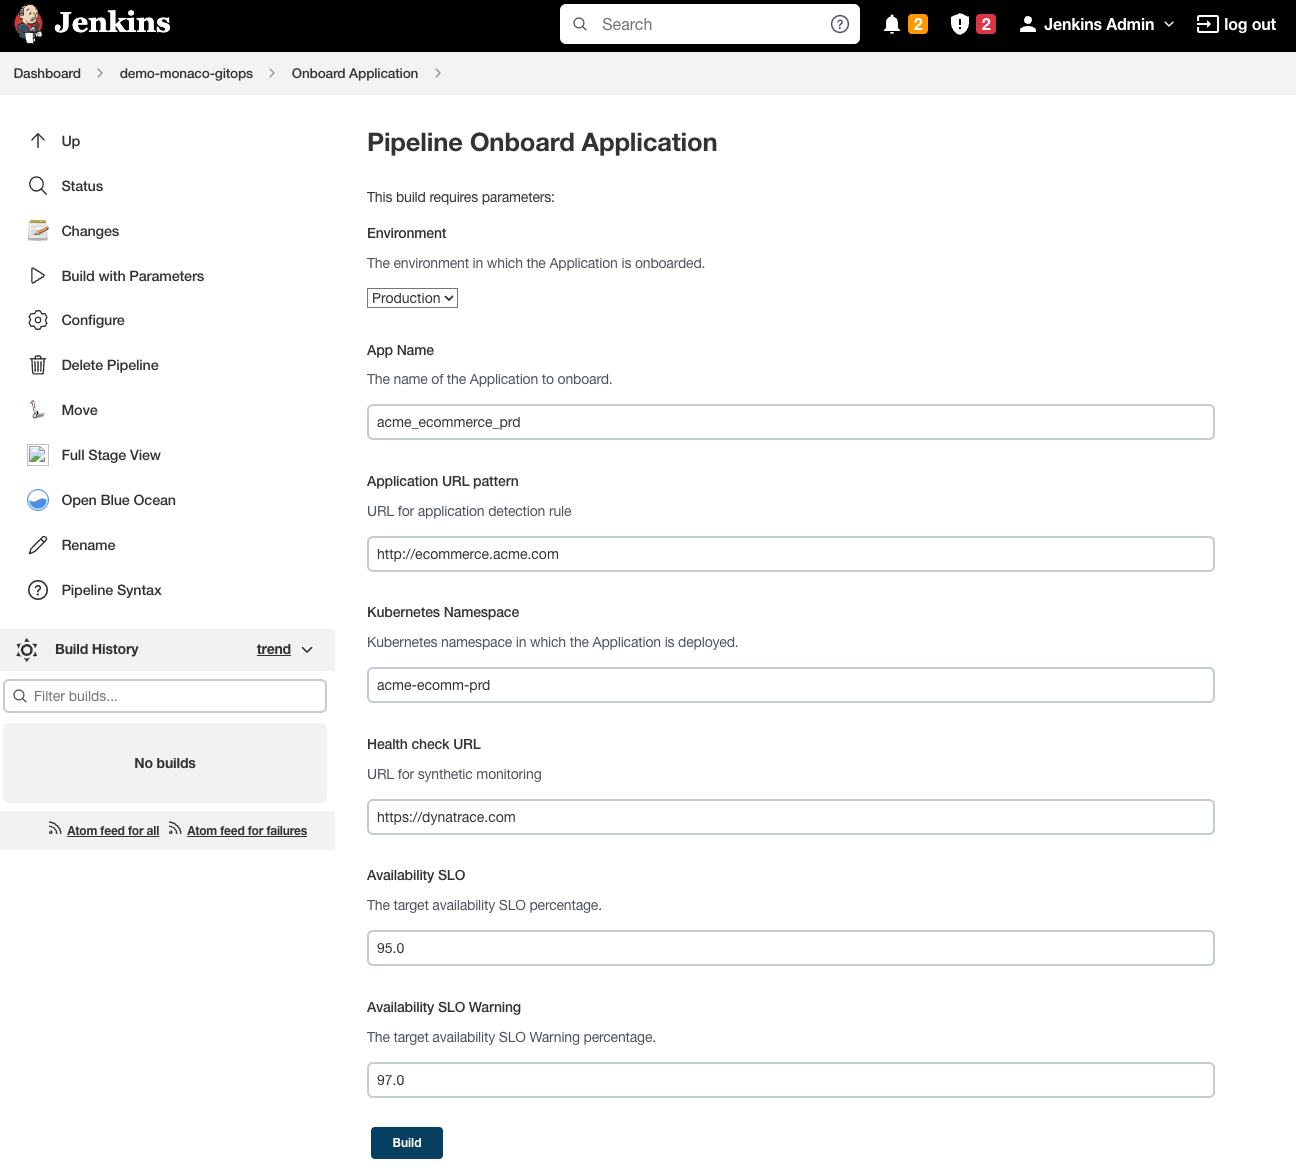 Jenkins
Search
2
2
Jenkins Admin
log out
Dashboard
demo-monaco-gitops
Onboard Application
Up
Status
Changes
Build with Parameters
Configure
Delete Pipeline
Move
Full Stage View
Open Blue Ocean
Rename
Pipeline Syntax
Build History
trend
Filter builds...
No builds
Atom feed for all
Atom feed for failures
Pipeline Onboard Application
This build requires parameters:
Environment
The environment in which the Application is onboarded.
Production
App Name
The name of the Application to onboard.
acme_ecommerce_prd
Application URL pattern
URL for application detection rule
http://ecommerce.acme.com
Kubernetes Namespace
Kubernetes namespace in which the Application is deployed.
acme-ecomm-prd
Health check URL
URL for synthetic monitoring
https://dynatrace.com
Availability SLO
The target availability SLO percentage.
95.0
Availability SLO Warning
The target availability SLO Warning percentage.
97.0
Build